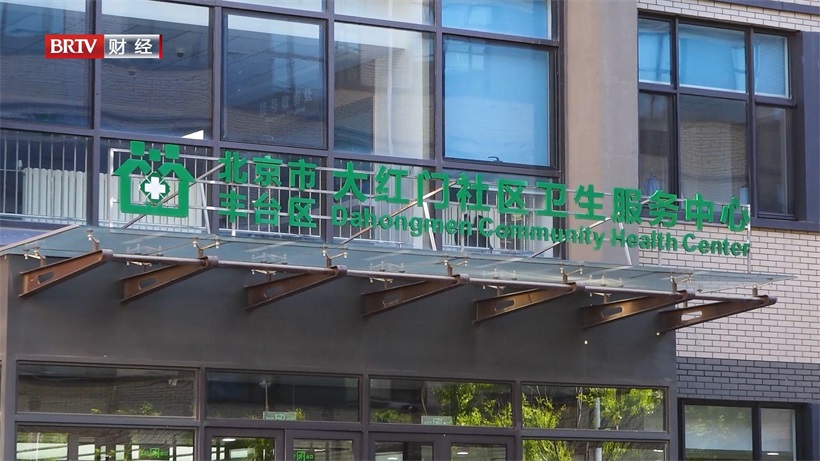 BRTV 财经
北京市
丰台区
大红门社区卫生服务中心
Dahongmen Community Health Center